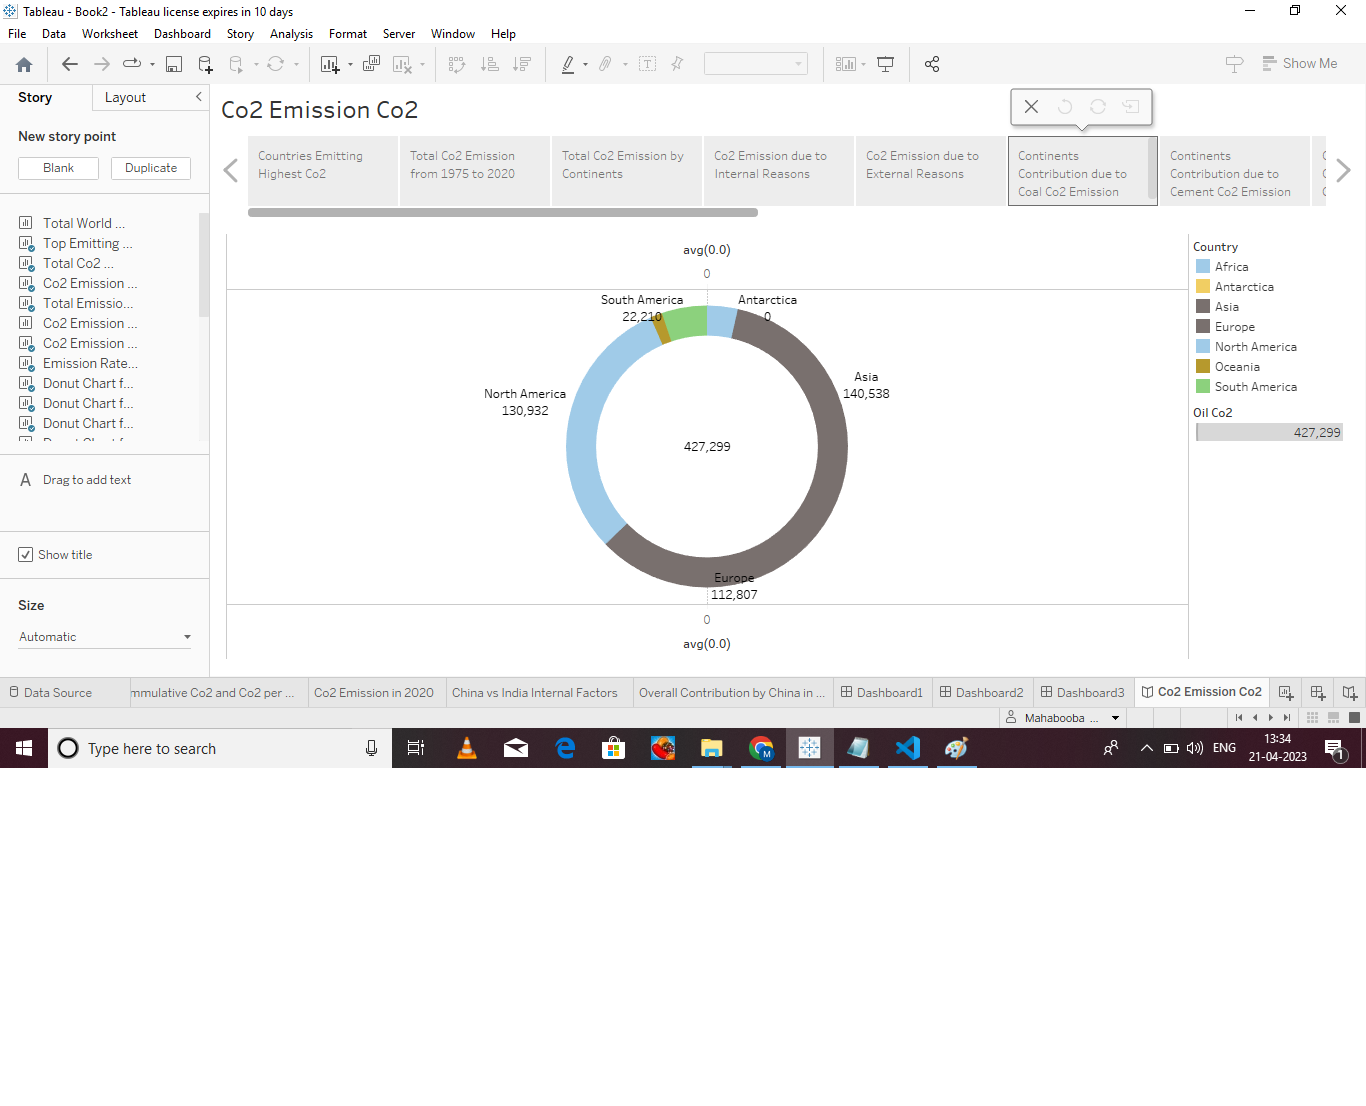 Tableau - Book2 - Tableau license expires in 10 days
File Data Worksheet Dashboard Story Analysis Format Server Window Help
Show Me
Story Layout
New story point
Blank Duplicate
Total World ...
Top Emitting ...
Total Co2 ...
Co2 Emission ...
Total Emissio...
Co2 Emission ...
Co2 Emission ...
Emission Rate...
Donut Chart f...
Donut Chart f...
Donut Chart f...
A Drag to add text
Show title
Size
Automatic
Co2 Emission Co2
Countries Emitting
Highest Co2
Total Co2 Emission
from 1975 to 2020
Total Co2 Emission by
Continents
Co2 Emission due to
Internal Reasons
Co2 Emission due to
External Reasons
Continents
Contribution due to
Coal Co2 Emission
Continents
Contribution due to
Cement Co2 Emission
avg(0.0)
0
South America
22,210
Antarctica
0
Asia
140,538
North America
130,932
427,299
Europe
112,807
0
avg(0.0)
Country
Africa
Antarctica
Asia
Europe
North America
Oceania
South America
Oil Co2
427,299
Data Source mmulative Co2 and Co2 per ... Co2 Emission in 2020 China vs India Internal Factors Overall Contribution by China in ... Dashboard1 Dashboard2 Dashboard3 Co2 Emission Co2
Mahabooba ...
Type here to search
ENG
13:34
21-04-2023
1